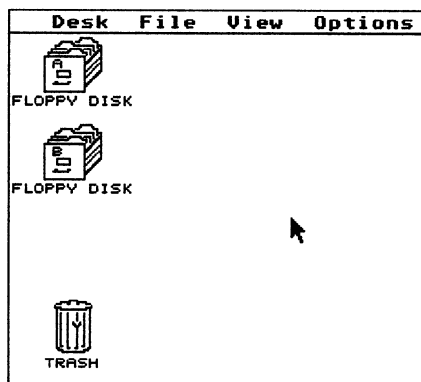 Desk File View Options
A
FLOPPY DISK
B
FLOPPY DISK
TRASH